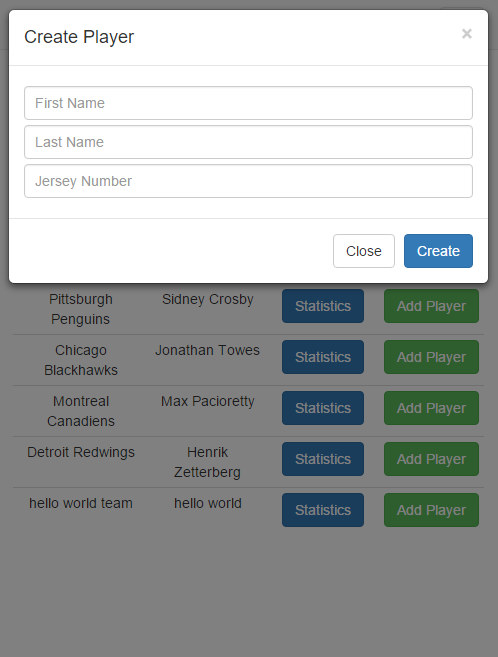 Create Player ×
First Name
Last Name
Jersey Number
Close Create
Pittsburgh Sidney Crosby Statistics Add Player
Penguins
Chicago Jonathan Towes Statistics Add Player
Blackhawks
Montreal Max Pacioretty Statistics Add Player
Canadiens
Detroit Redwings Henrik Statistics Add Player
Zetterberg
hello world team hello world Statistics Add Player